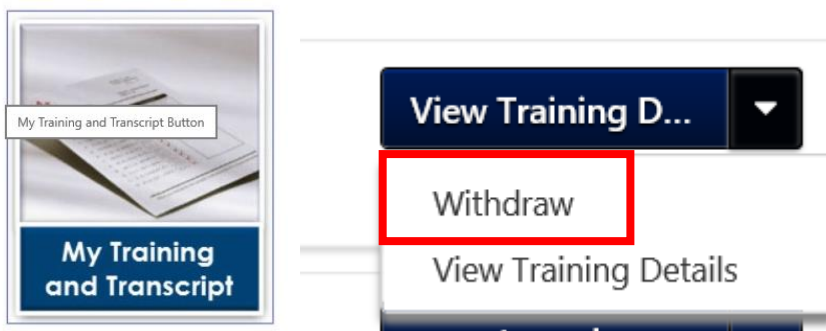 My Training and Transcript Button
My Training
and Transcript
View Training D...
Withdraw
View Training Details